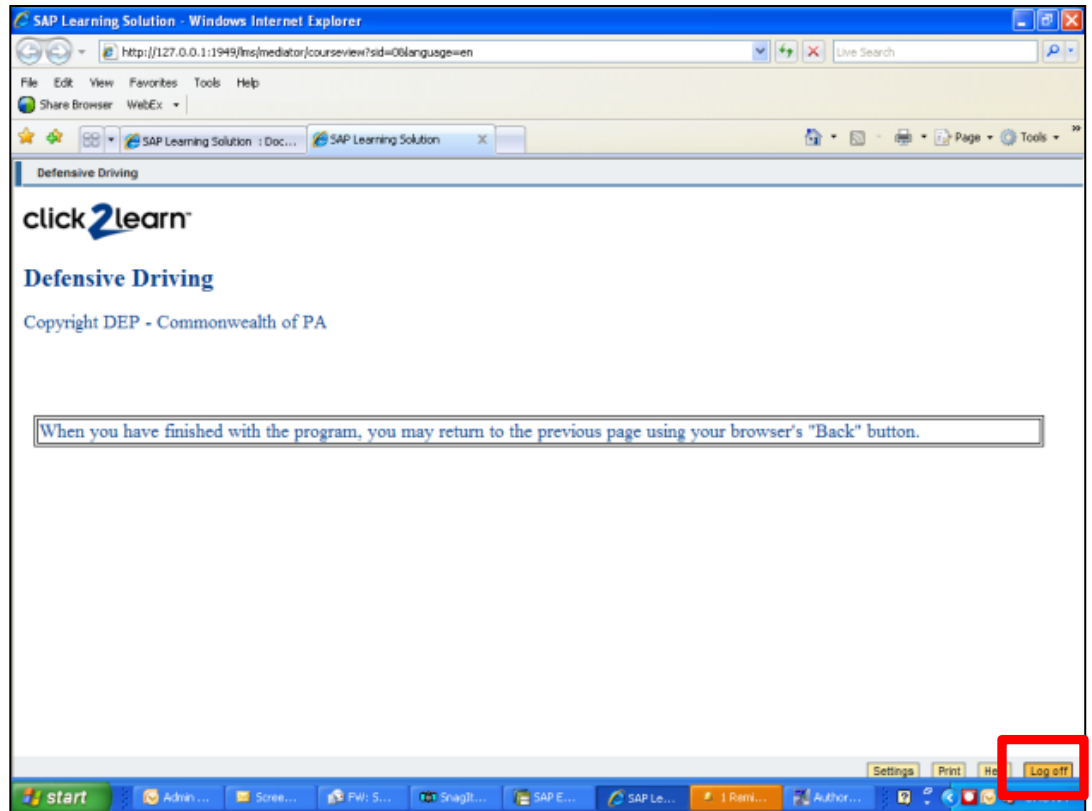 SAP Learning Solution - Windows Internet Explorer
http://127.0.0.1:1949/lms/mediator/courseview?sid=0&language=en
Live Search
File Edit View Favorites Tools Help
Share Browser WebEx
SAP Learning Solution : Doc... SAP Learning Solution Page Tools
Defensive Driving
click2learn
Defensive Driving
Copyright DEP - Commonwealth of PA
When you have finished with the program, you may return to the previous page using your browser's "Back" button.
Settings Print Log off
start Admin ... Scree... FW: S... SnagIt... SAP E... SAP Le... 1 Remi... Author...